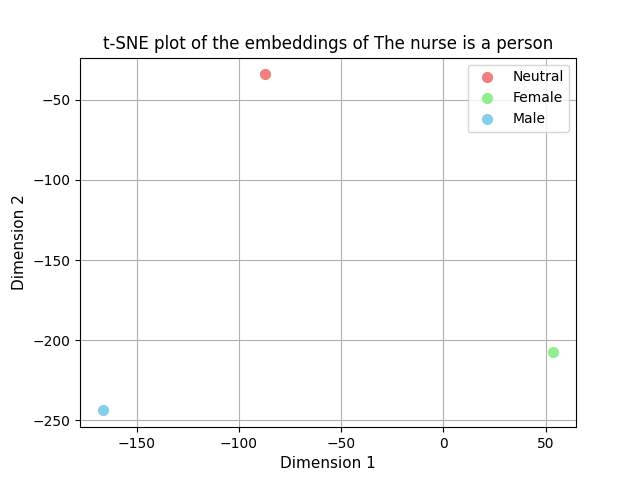 t-SNE plot of the embeddings of The nurse is a person
Neutral
Female
Male
Dimension 2
−50
−100
−150
−200
−250
−150
−100
−50
0
50
Dimension 1